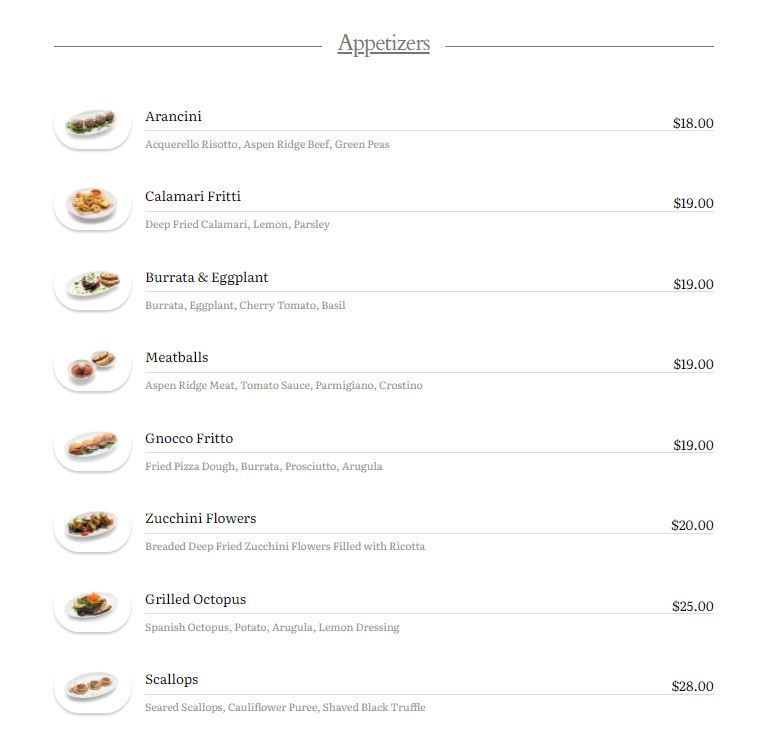 Appetizers
Arancini
$18.00
Acquerello Risotto, Aspen Ridge Beef, Green Peas
Calamari Fritti
$19.00
Deep Fried Calamari, Lemon, Parsley
Burrata & Eggplant
$19.00
Burrata, Eggplant, Cherry Tomato, Basil
Meatballs
$19.00
Aspen Ridge Meat, Tomato Sauce, Parmigiano, Crostino
Gnocco Fritto
$19.00
Fried Pizza Dough, Burrata, Prosciutto, Arugula
Zucchini Flowers
$20.00
Breaded Deep Fried Zucchini Flowers Filled with Ricotta
Grilled Octopus
$25.00
Spanish Octopus, Potato, Arugula, Lemon Dressing
Scallops
$28.00
Seared Scallops, Cauliflower Puree, Shaved Black Truffle